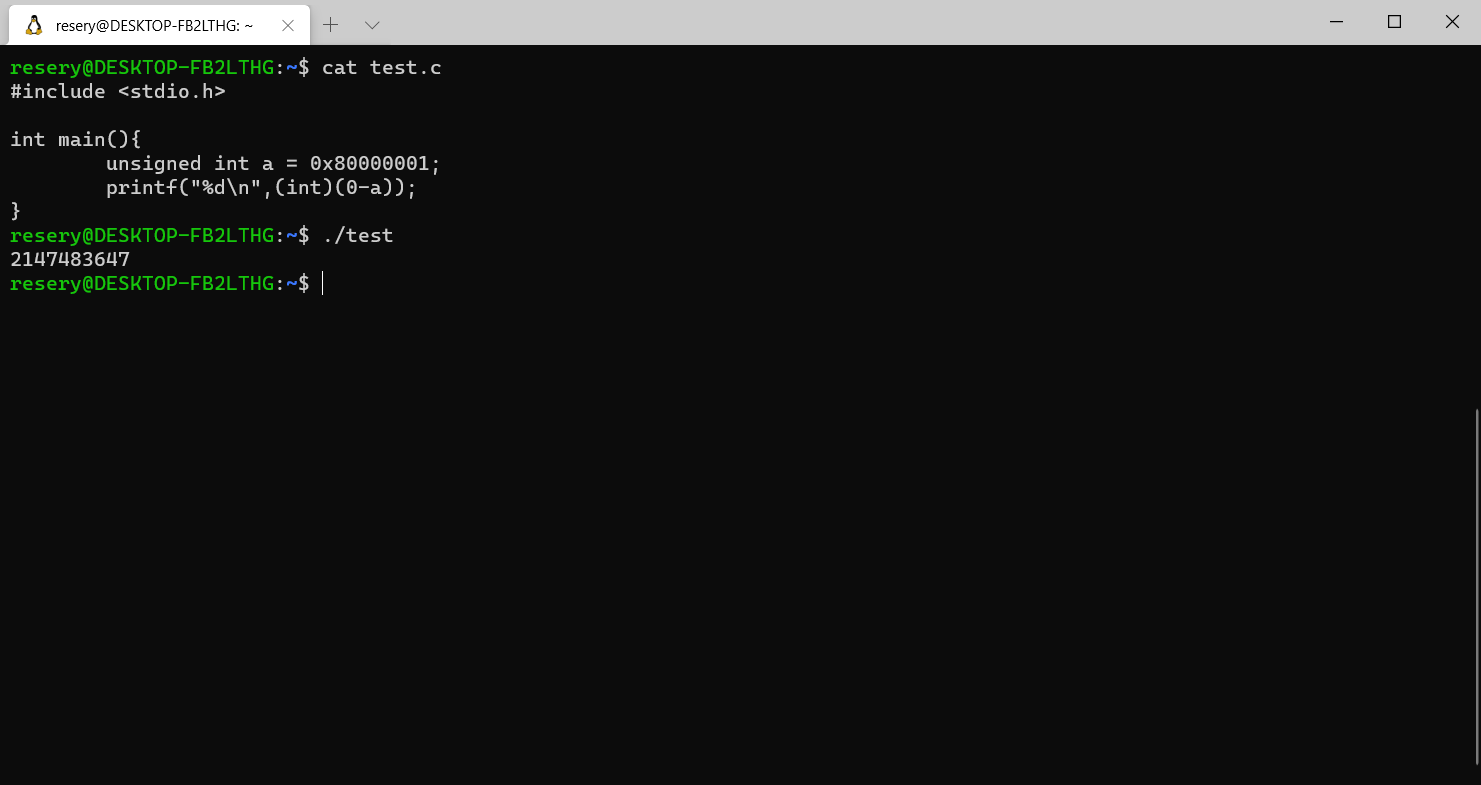 resery@DESKTOP-FB2LTHG: ~
resery@DESKTOP-FB2LTHG:~$ cat test.c
#include <stdio.h>

int main(){
        unsigned int a = 0x80000001;
        printf("%d\n",(int)(0-a));
}
resery@DESKTOP-FB2LTHG:~$ ./test
2147483647
resery@DESKTOP-FB2LTHG:~$